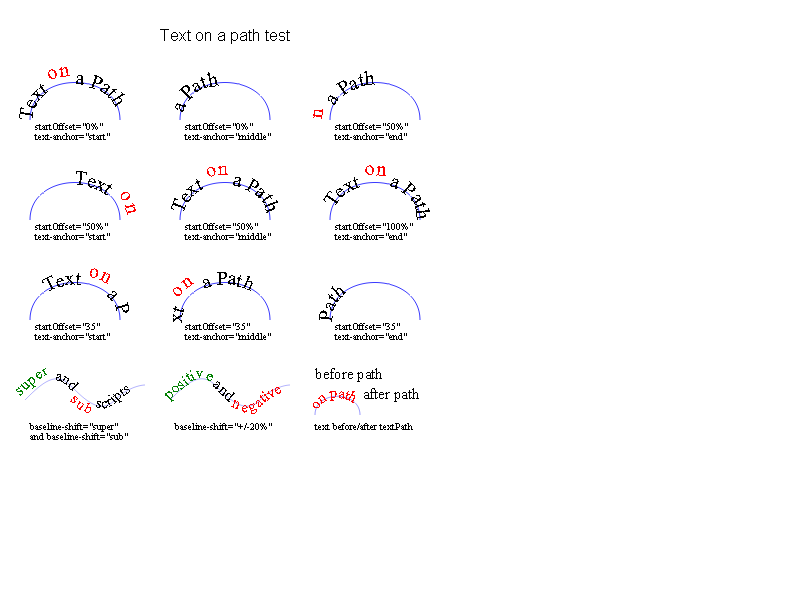 Text on a path test
Text on a Path
startOffset="0%"
text-anchor="start"
a Path
startOffset="0%"
text-anchor="middle"
n a Path
startOffset="50%"
text-anchor="end"
Text on
startOffset="50%"
text-anchor="start"
Text on a Path
startOffset="50%"
text-anchor="middle"
Text on a Path
startOffset="100%"
text-anchor="end"
Text on a P
startOffset="35"
text-anchor="start"
xt on a Path
startOffset="35"
text-anchor="middle"
Path
startOffset="35"
text-anchor="end"
super and sub scripts
baseline-shift="super"
and baseline-shift="sub"
positive and negative
baseline-shift="+/-20%"
before path
on path after path
text before/after textPath